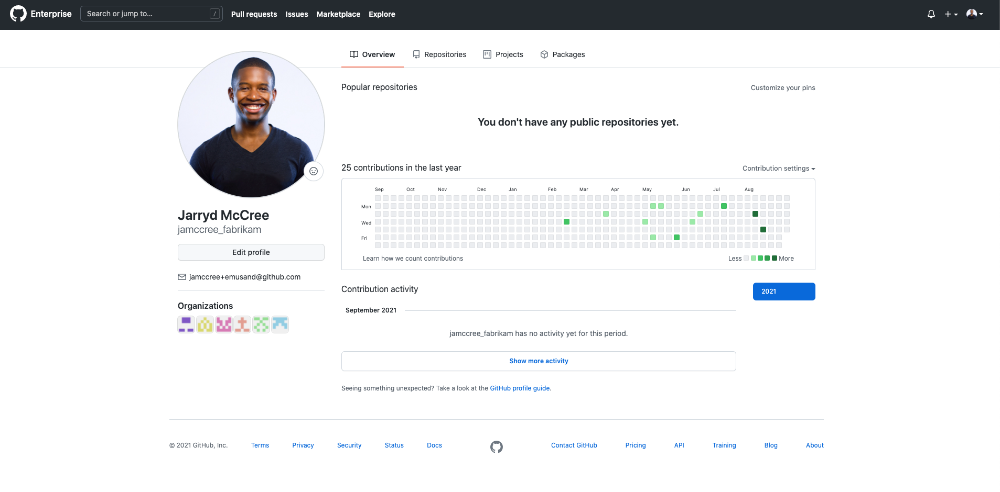 Enterprise
Search or jump to...
/
Pull requests
Issues
Marketplace
Explore
Overview
Repositories
Projects
Packages
Popular repositories
Customize your pins
You don't have any public repositories yet.
25 contributions in the last year
Contribution settings
Sep Oct Nov Dec Jan Feb Mar Apr May Jun Jul Aug
Mon
Wed
Fri
Learn how we count contributions
Less
More
Jarryd McCree
jamccree_fabrikam
Edit profile
jamccree+emusand@github.com
Organizations
Contribution activity
2021
September 2021
jamccree_fabrikam has no activity yet for this period.
Show more activity
Seeing something unexpected? Take a look at the GitHub profile guide.
© 2021 GitHub, Inc.
Terms
Privacy
Security
Status
Docs
Contact GitHub
Pricing
API
Training
Blog
About